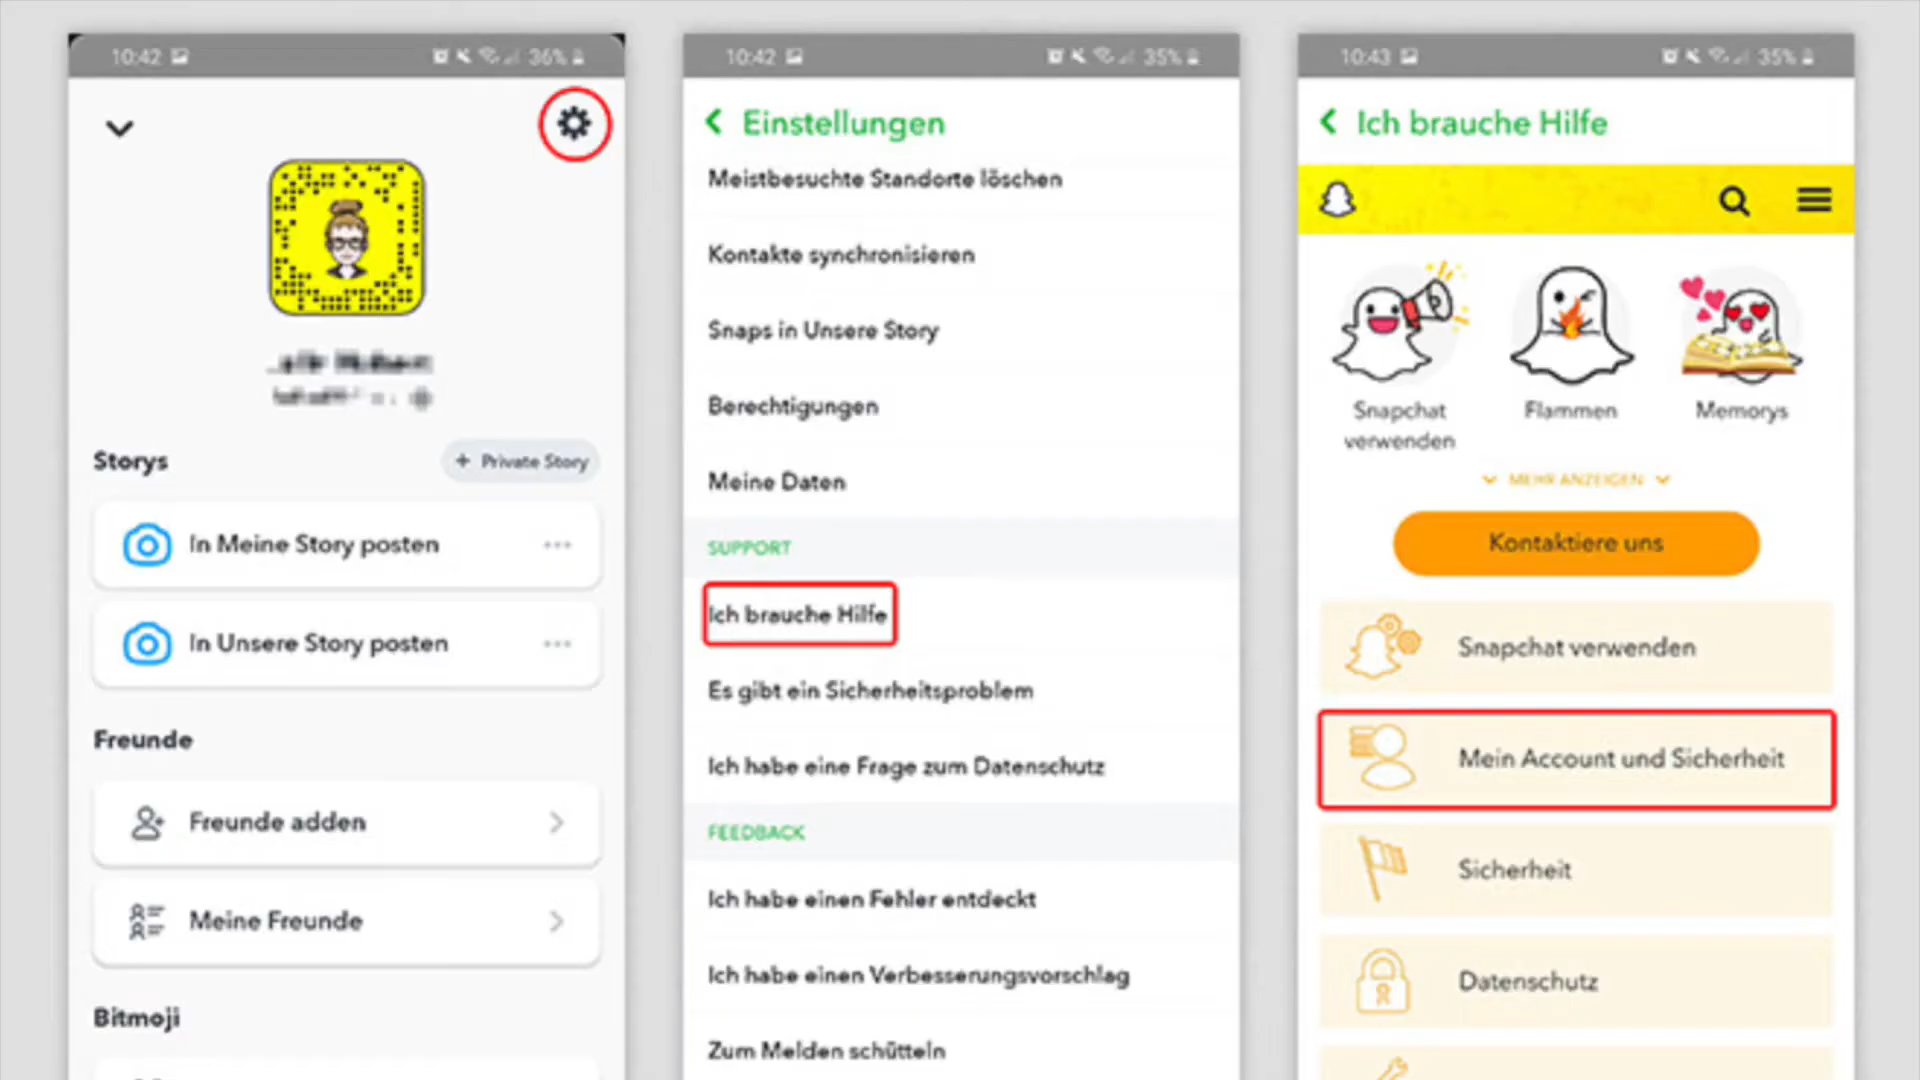 10:42
36%
Storys
+ Private Story
In Meine Story posten
In Unsere Story posten
Freunde
Freunde adden
Meine Freunde
Bitmoji
10:42
35%
Einstellungen
Meistbesuchte Standorte löschen
Kontakte synchronisieren
Snaps in Unsere Story
Berechtigungen
Meine Daten
SUPPORT
Ich brauche Hilfe
Es gibt ein Sicherheitsproblem
Ich habe eine Frage zum Datenschutz
FEEDBACK
Ich habe einen Fehler entdeckt
Ich habe einen Verbesserungsvorschlag
Zum Melden schütteln
10:43
35%
Ich brauche Hilfe
Snapchat
verwenden
Flammen
Memorys
MEHR ANZEIGEN
Kontaktiere uns
Snapchat verwenden
Mein Account und Sicherheit
Sicherheit
Datenschutz